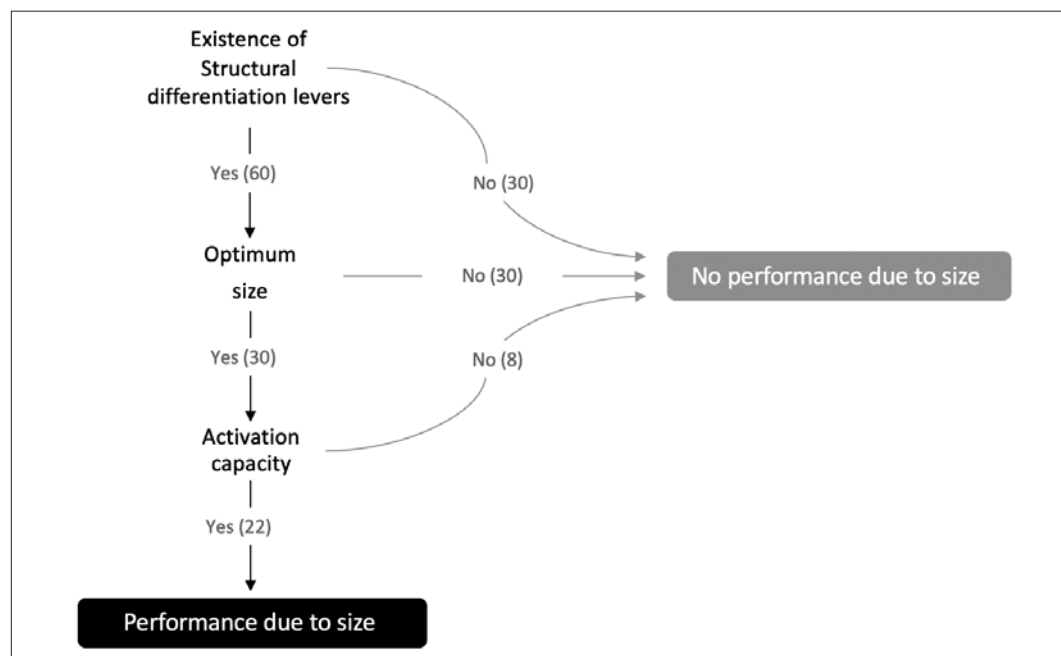 Existence of
Structural
differentiation levers
Yes (60)
No (30)
Optimum
size
No (30)
No performance due to size
Yes (30)
No (8)
Activation
capacity
Yes (22)
Performance due to size